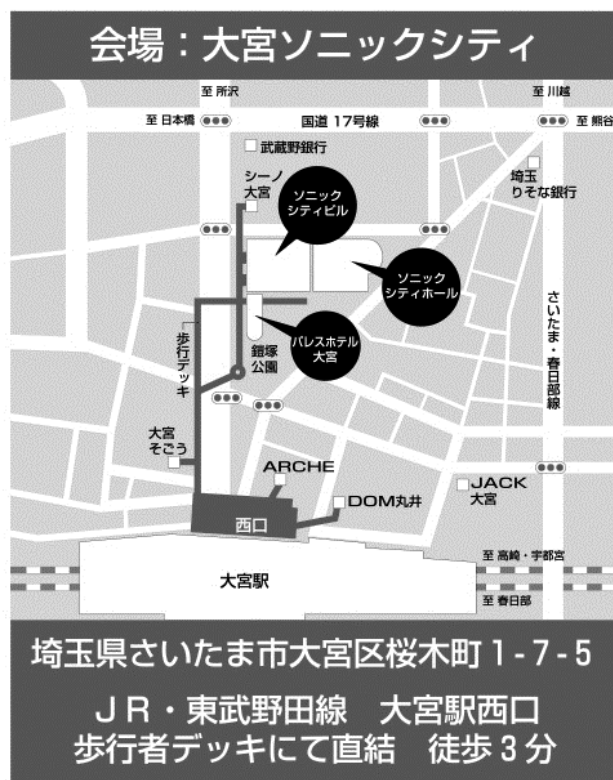 会場：大宮ソニックシティ
至 所沢
至 川越
至 日本橋
国道 17号線
至 熊谷
武蔵野銀行
シーノ
大宮
ソニック
シティビル
埼玉
りそな銀行
ソニック
シティホール
さいたま・春日部線
パレスホテル
大宮
鎧塚
公園
歩行デッキ
大宮
そごう
ARCHE
DOM丸井
JACK
大宮
西口
大宮駅
至 高崎・宇都宮
至 春日部
埼玉県さいたま市大宮区桜木町1-7-5
ＪＲ・東武野田線　大宮駅西口
歩行者デッキにて直結　徒歩３分